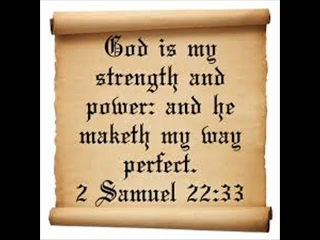 God is my
strength and
power: and he
maketh my way
perfect.
2 Samuel 22:33